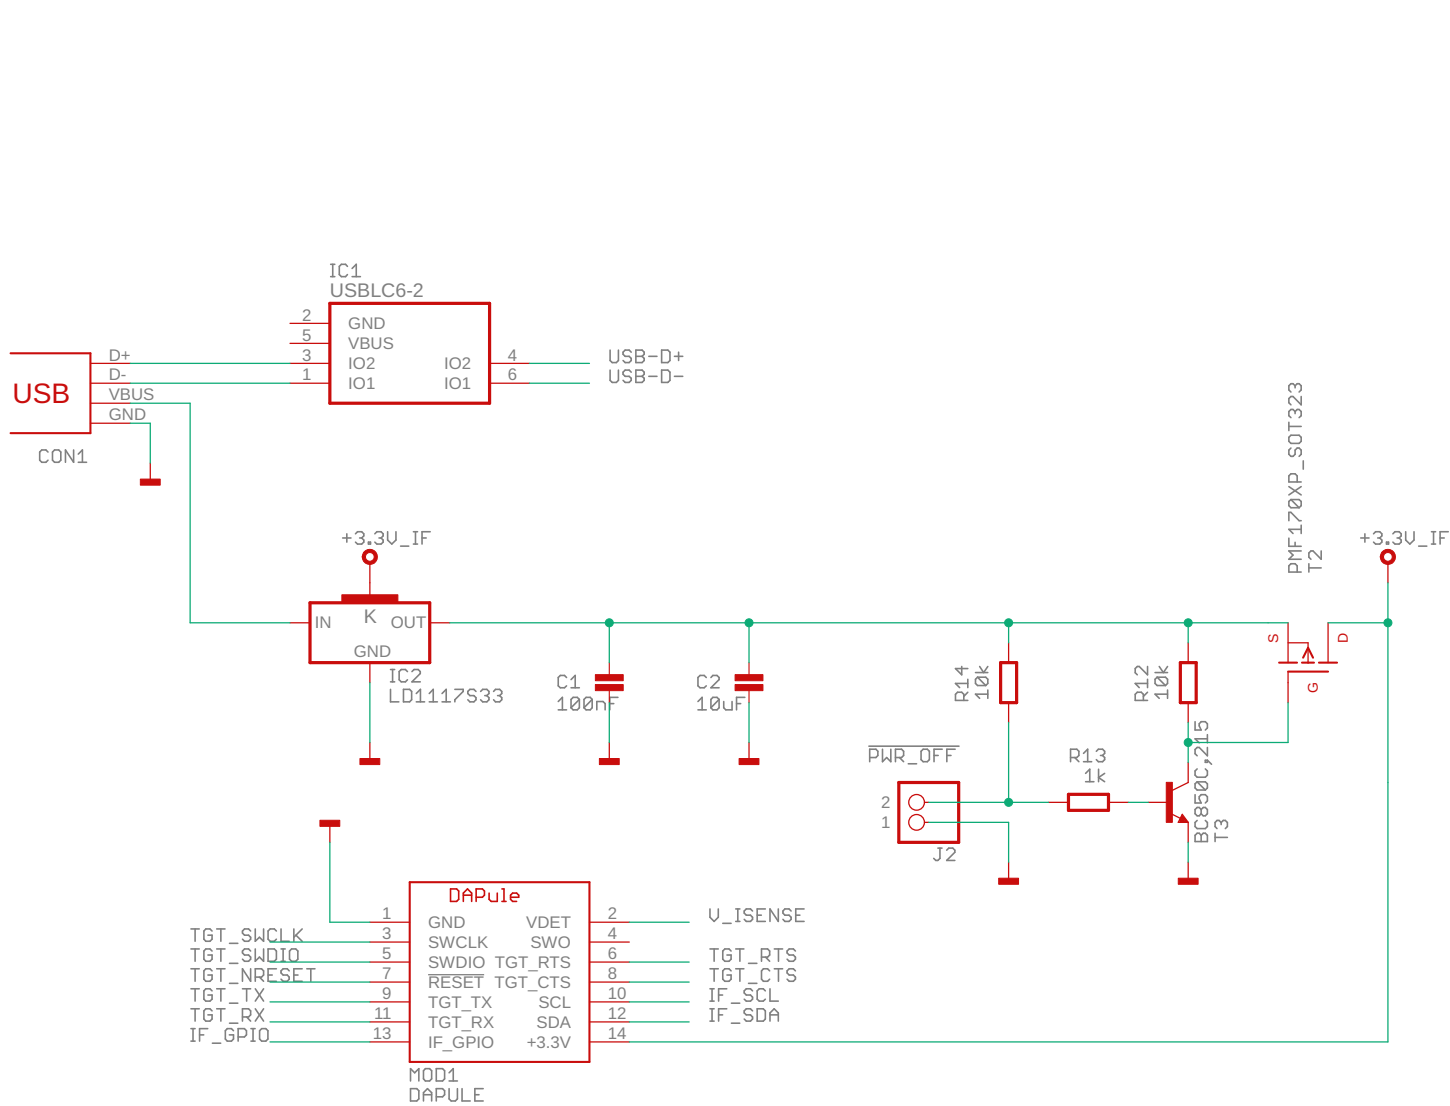 IC1
USBLC6-2
2
GND
5
VBUS
3
IO2
IO2
4
1
IO1
IO1
6
USB-D+
USB-D-
USB
D+
D-
VBUS
GND
CON1
+3.3V_IF
K
IN
OUT
GND
IC2
LD1117S33
C1
100nF
C2
10uF
R14
10k
R12
10k
PMF170XP_SOT323
T2
S
D
G
+3.3V_IF
PWR_OFF
2
1
J2
R13
1k
BC850C,215
T3
DAPule
1
GND
VDET
2
V_ISENSE
TGT_SWCLK
3
SWCLK
SWO
4
TGT_SWDIO
5
SWDIO
TGT_RTS
6
TGT_RTS
TGT_NRESET
7
RESET
TGT_CTS
8
TGT_CTS
TGT_TX
9
TGT_TX
SCL
10
IF_SCL
TGT_RX
11
TGT_RX
SDA
12
IF_SDA
IF_GPIO
13
IF_GPIO
+3.3V
14
MOD1
DAPULE